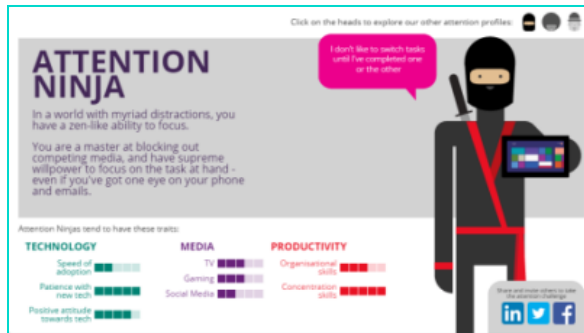 Click on the heads to explore our other attention profiles:
ATTENTION
NINJA
I don't like to switch tasks
until I've completed one
or the other
In a world with myriad distractions, you
have a zen-like ability to focus.
You are a master at blocking out
competing media, and have supreme
willpower to focus on the task at hand -
even if you've got one eye on your phone
and emails.
Attention Ninjas tend to have these traits:
TECHNOLOGY
Speed of
adoption
Patience with
new tech
Positive attitude
towards tech
MEDIA
TV
Gaming
Social Media
PRODUCTIVITY
Organisational
skills
Concentration
skills
Share and invite others to take
the attention challenge
in